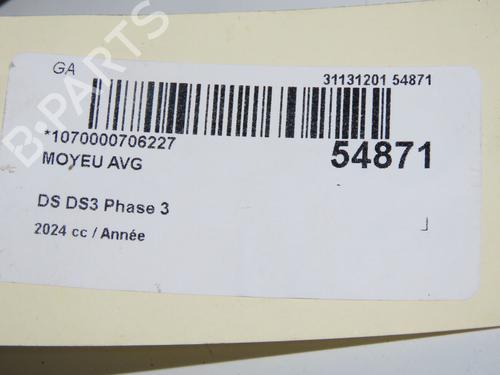 GA
31131201 54871
*1070000706227
54871
MOYEU AVG
DS DS3 Phase 3
2024 cc / Année
B-PARTS